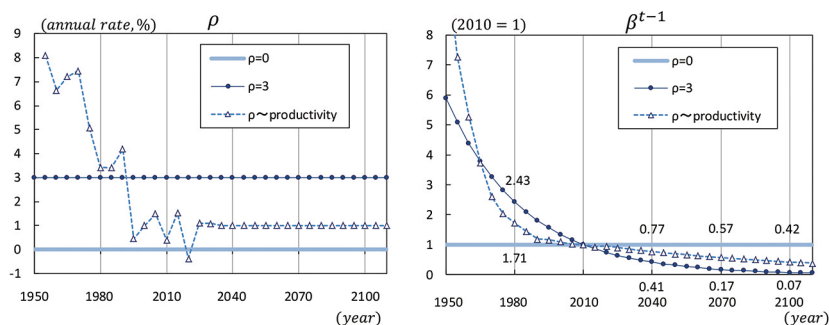 (annual rate, %)
ρ
9
8
7
6
5
4
3
2
1
0
-1
ρ=0
ρ=3
ρ～productivity
1950 1980 2010 2040 2070 2100
(year)
(2010 = 1)
β^{t−1}
8
7
6
5
4
3
2
1
0
ρ=0
ρ=3
ρ～productivity
2.43
1.71
0.77 0.57 0.42
0.41 0.17 0.07
1950 1980 2010 2040 2070 2100
(year)